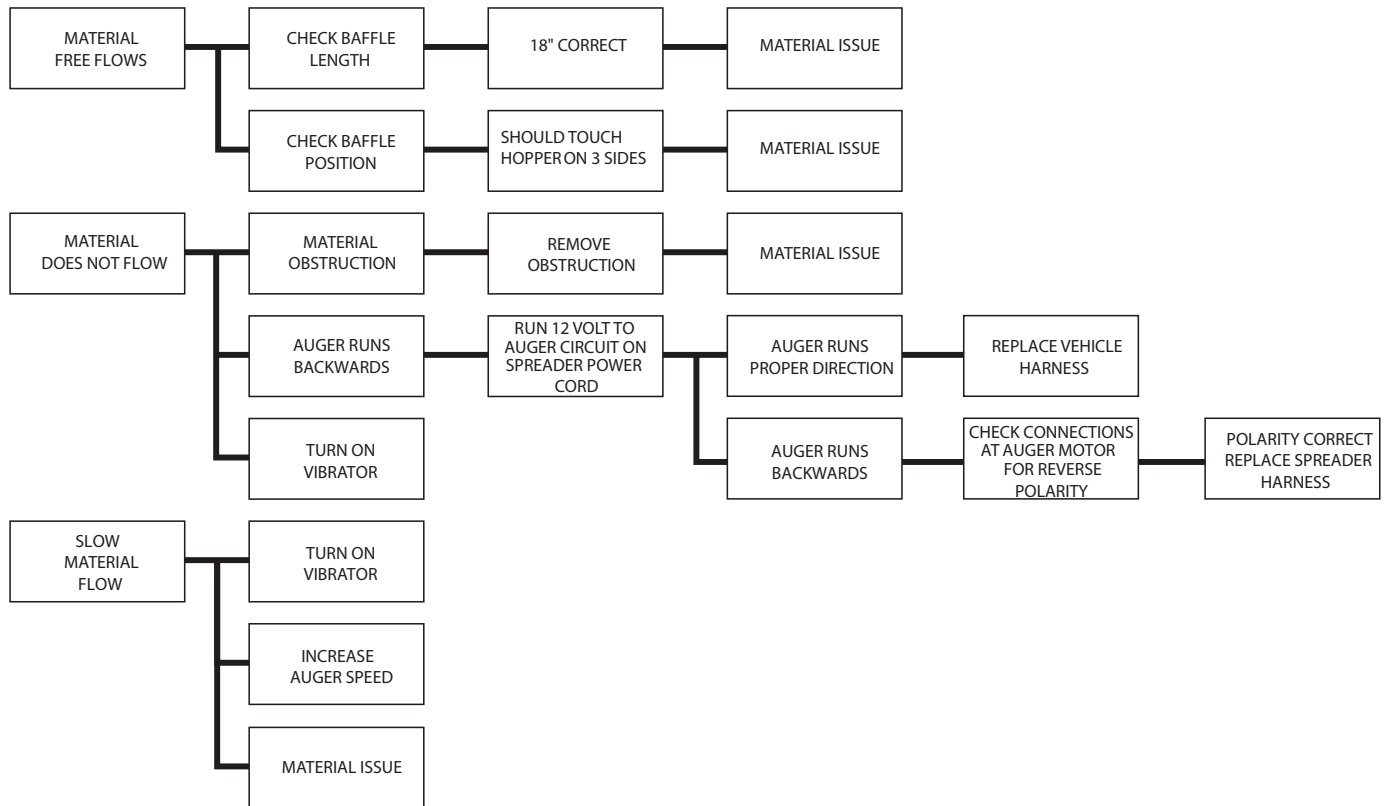 MATERIAL
FREE FLOWS
CHECK BAFFLE
LENGTH
18" CORRECT
MATERIAL ISSUE
CHECK BAFFLE
POSITION
SHOULD TOUCH
HOPPER ON 3 SIDES
MATERIAL ISSUE
MATERIAL
DOES NOT FLOW
MATERIAL
OBSTRUCTION
REMOVE
OBSTRUCTION
MATERIAL ISSUE
AUGER RUNS
BACKWARDS
RUN 12 VOLT TO
AUGER CIRCUIT ON
SPREADER POWER
CORD
AUGER RUNS
PROPER DIRECTION
REPLACE VEHICLE
HARNESS
AUGER RUNS
BACKWARDS
CHECK CONNECTIONS
AT AUGER MOTOR
FOR REVERSE
POLARITY
POLARITY CORRECT
REPLACE SPREADER
HARNESS
TURN ON
VIBRATOR
SLOW
MATERIAL
FLOW
TURN ON
VIBRATOR
INCREASE
AUGER SPEED
MATERIAL ISSUE